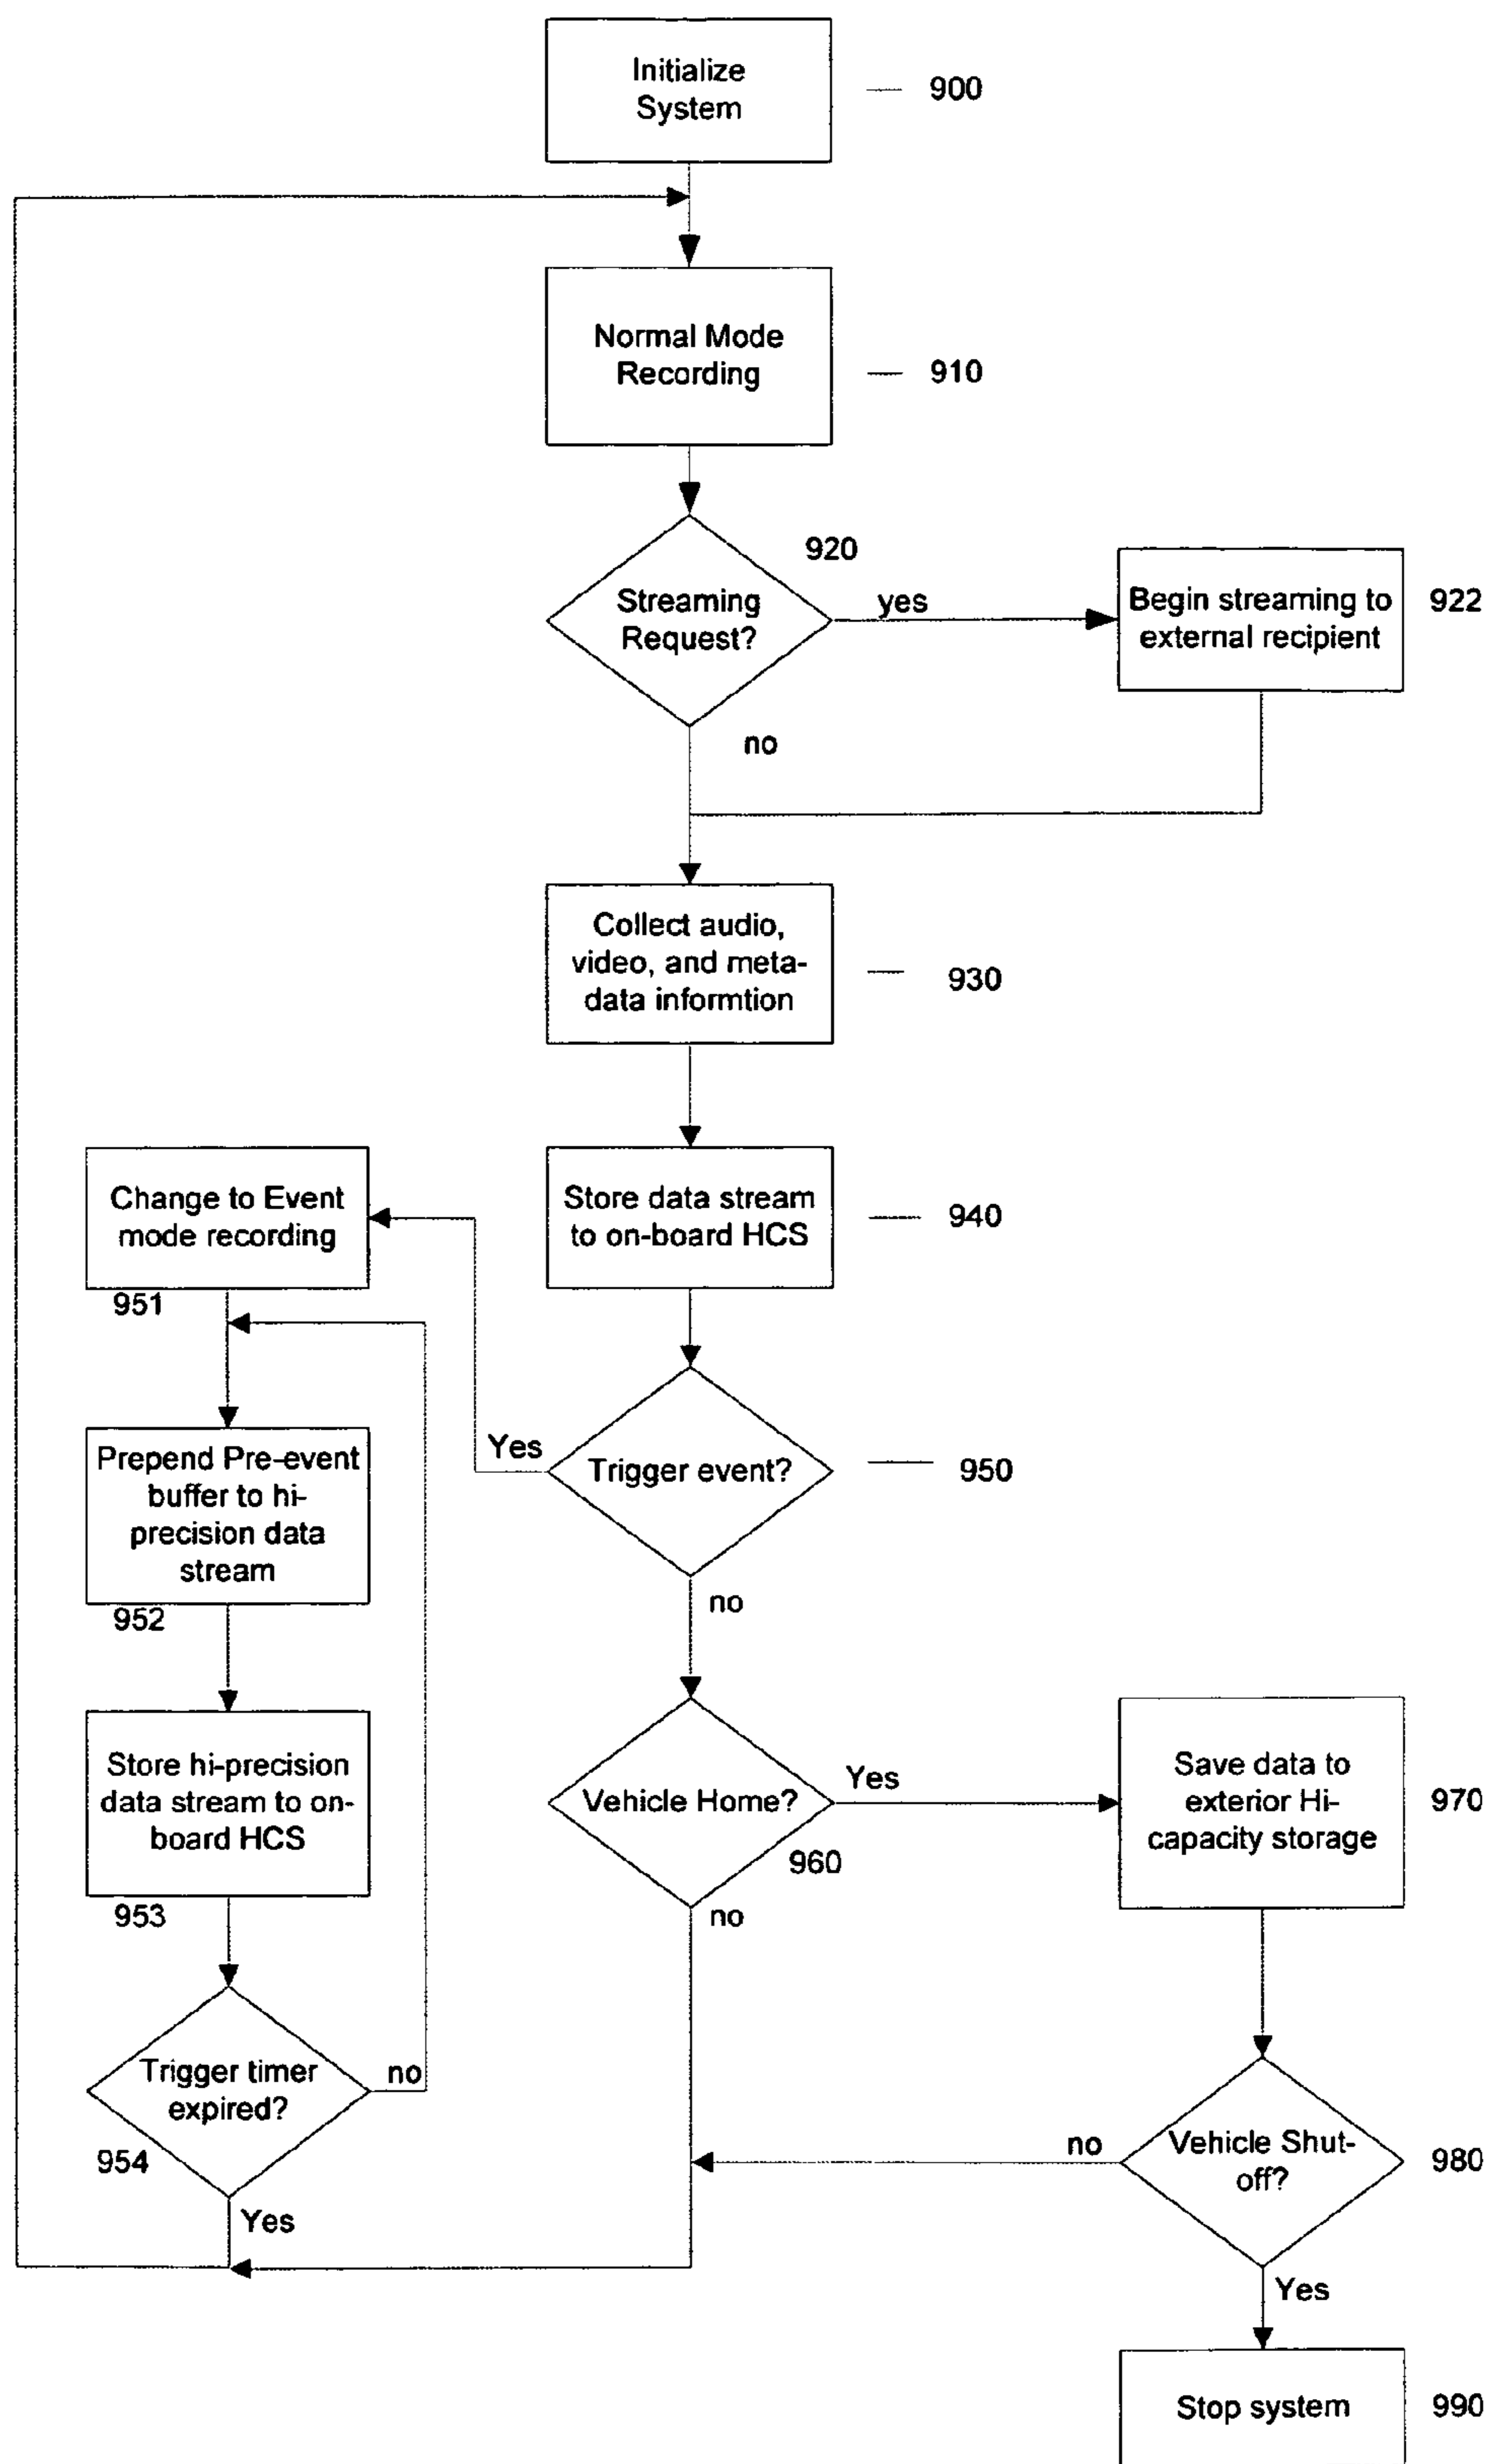 Initialize
System
900
Normal Mode
Recording
910
920
Streaming
Request?
yes
no
Begin streaming to
external recipient
922
Collect audio,
video, and meta-
data informtion
930
Store data stream
to on-board HCS
940
Change to Event
mode recording
951
Trigger event?
950
Yes
no
Prepend Pre-event
buffer to hi-
precision data
stream
952
Store hi-precision
data stream to on-
board HCS
953
Vehicle Home?
960
Yes
no
Save data to
exterior Hi-
capacity storage
970
Trigger timer
expired?
954
no
Yes
Vehicle Shut-
off?
980
no
Yes
Stop system
990